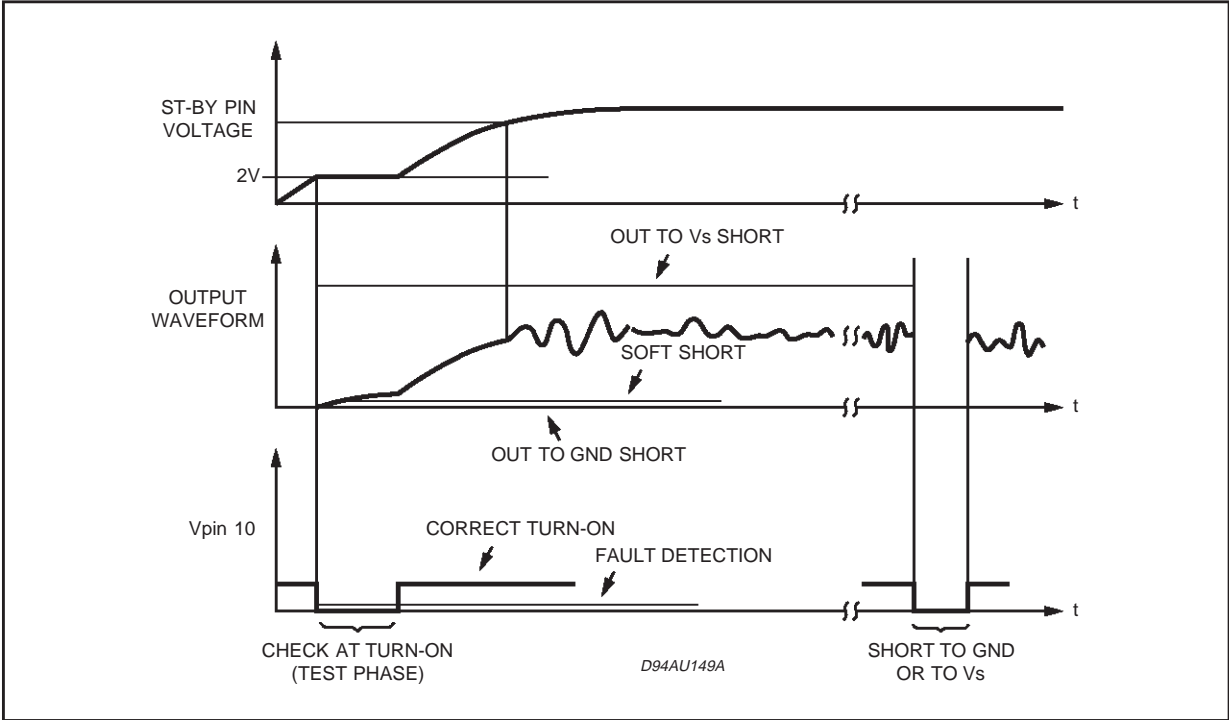 ST-BY PIN
VOLTAGE
2V
t
OUT TO Vs SHORT
OUTPUT
WAVEFORM
SOFT SHORT
t
OUT TO GND SHORT
Vpin 10
CORRECT TURN-ON
FAULT DETECTION
t
CHECK AT TURN-ON
(TEST PHASE)
D94AU149A
SHORT TO GND
OR TO Vs